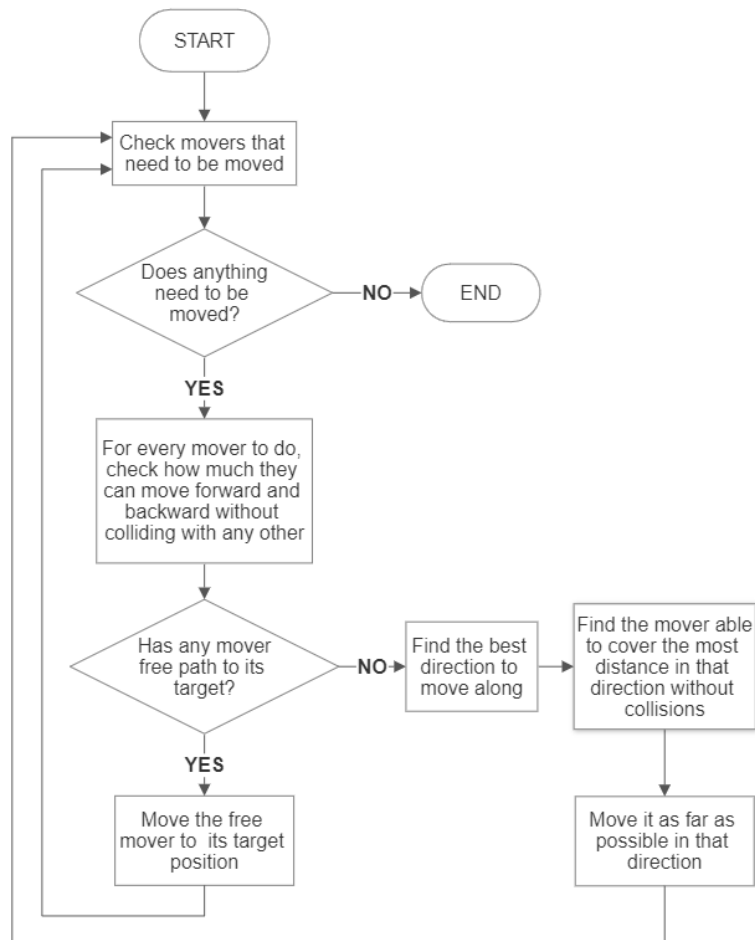 START
Check movers that
need to be moved
Does anything
need to be
moved?
NO
END
YES
For every mover to do,
check how much they
can move forward and
backward without
colliding with any other
Has any mover
free path to its
target?
NO
Find the best
direction to
move along
Find the mover able
to cover the most
distance in that
direction without
collisions
YES
Move the free
mover to its target
position
Move it as far as
possible in that
direction